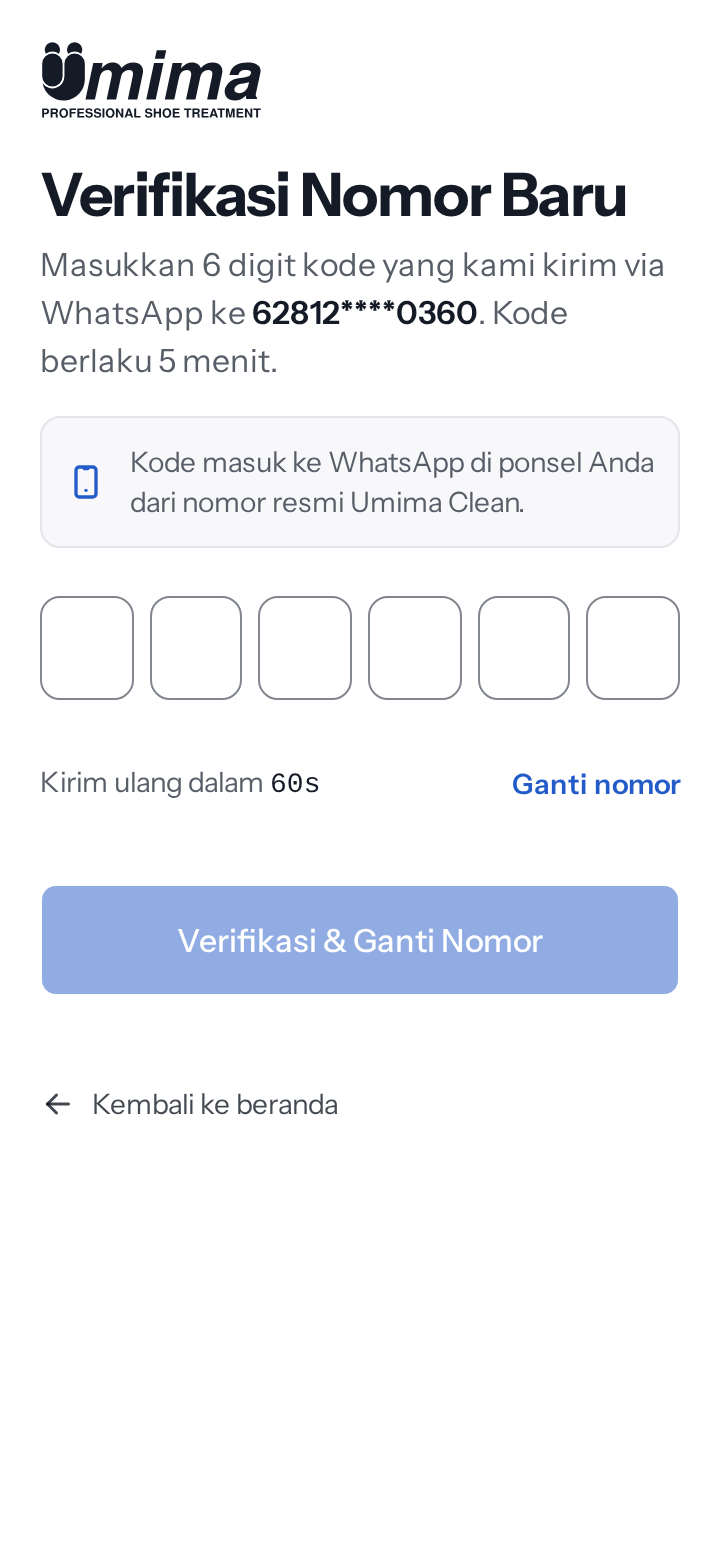 Ümima
PROFESSIONAL SHOE TREATMENT
Verifikasi Nomor Baru
Masukkan 6 digit kode yang kami kirim via
WhatsApp ke 62812****0360. Kode
berlaku 5 menit.
Kode masuk ke WhatsApp di ponsel Anda
dari nomor resmi Umima Clean.
Kirim ulang dalam 60s
Ganti nomor
Verifikasi & Ganti Nomor
Kembali ke beranda